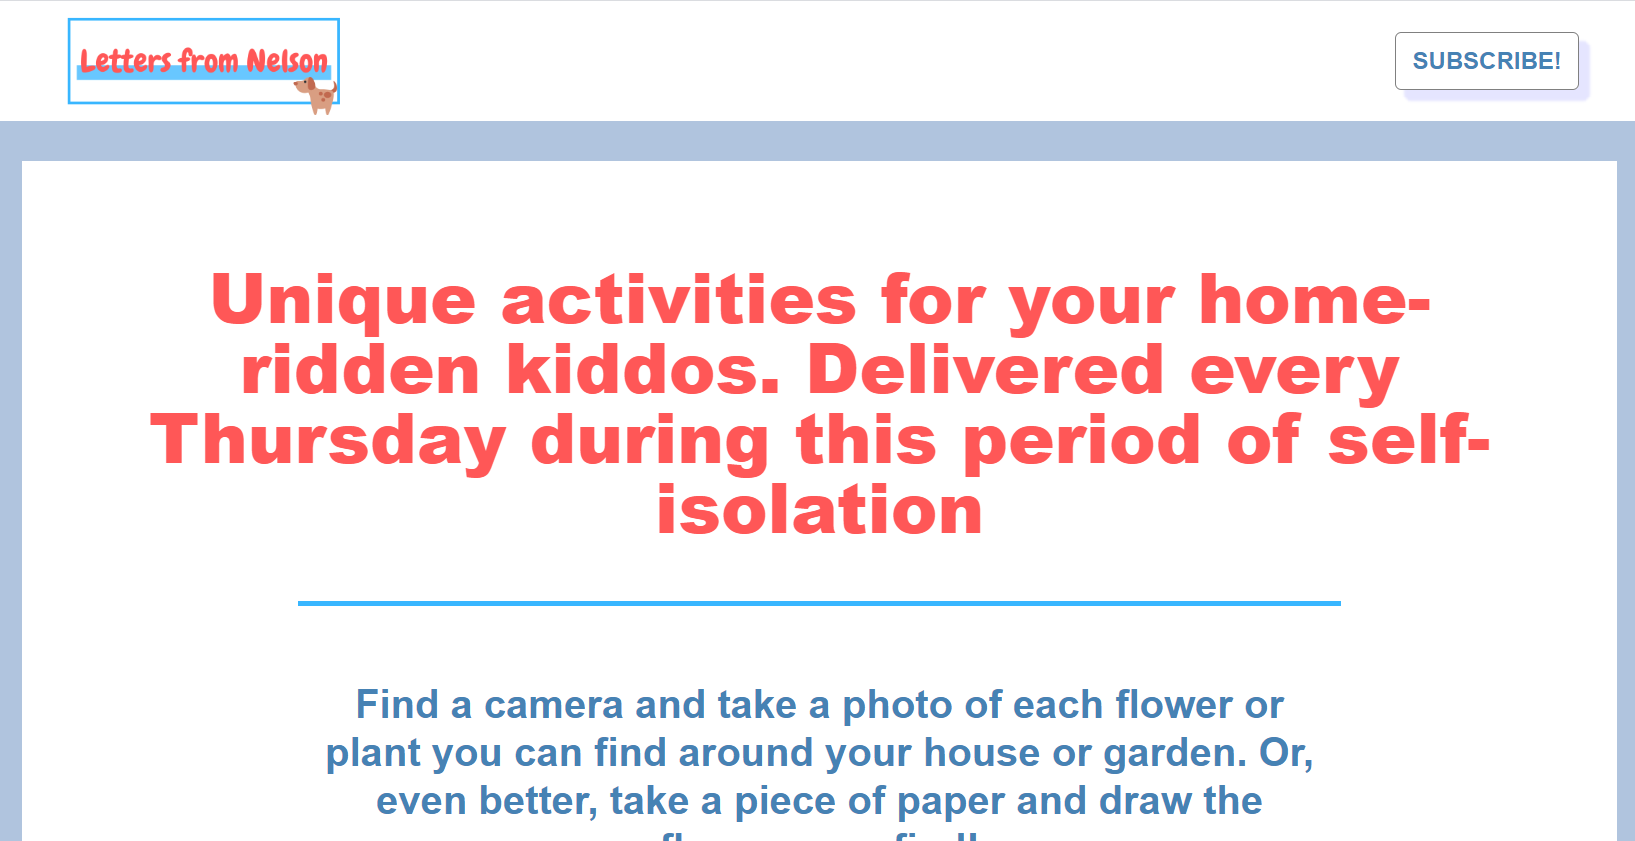 Letters from Nelson
SUBSCRIBE!
Unique activities for your home-
ridden kiddos. Delivered every
Thursday during this period of self-
isolation
Find a camera and take a photo of each flower or
plant you can find around your house or garden. Or,
even better, take a piece of paper and draw the